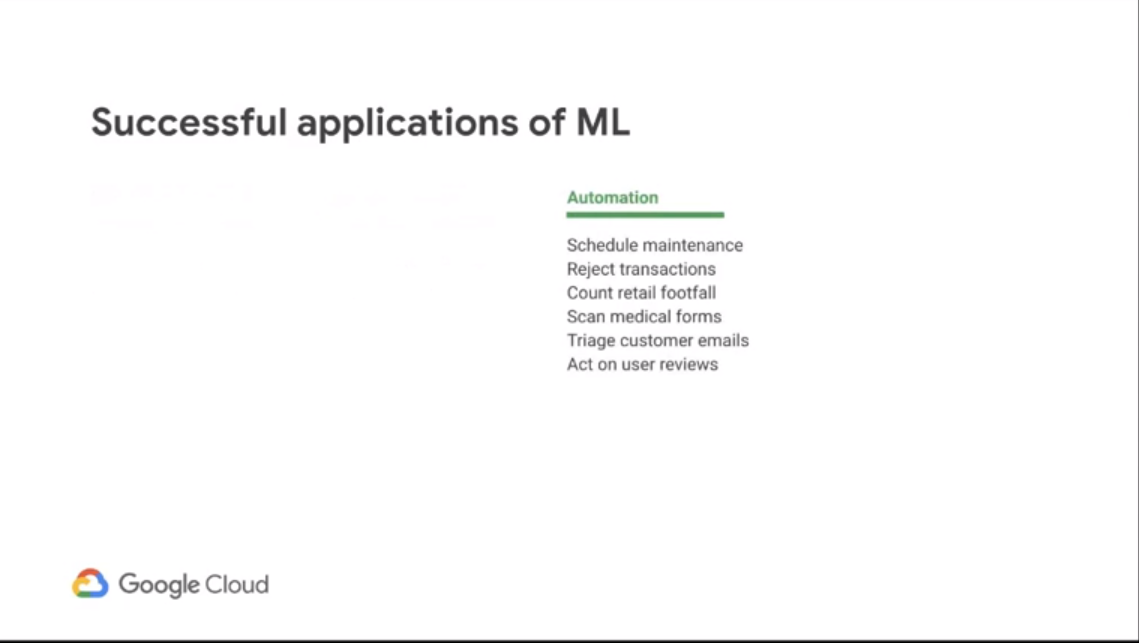 Successful applications of ML
Automation
Schedule maintenance
Reject transactions
Count retail footfall
Scan medical forms
Triage customer emails
Act on user reviews
Google Cloud